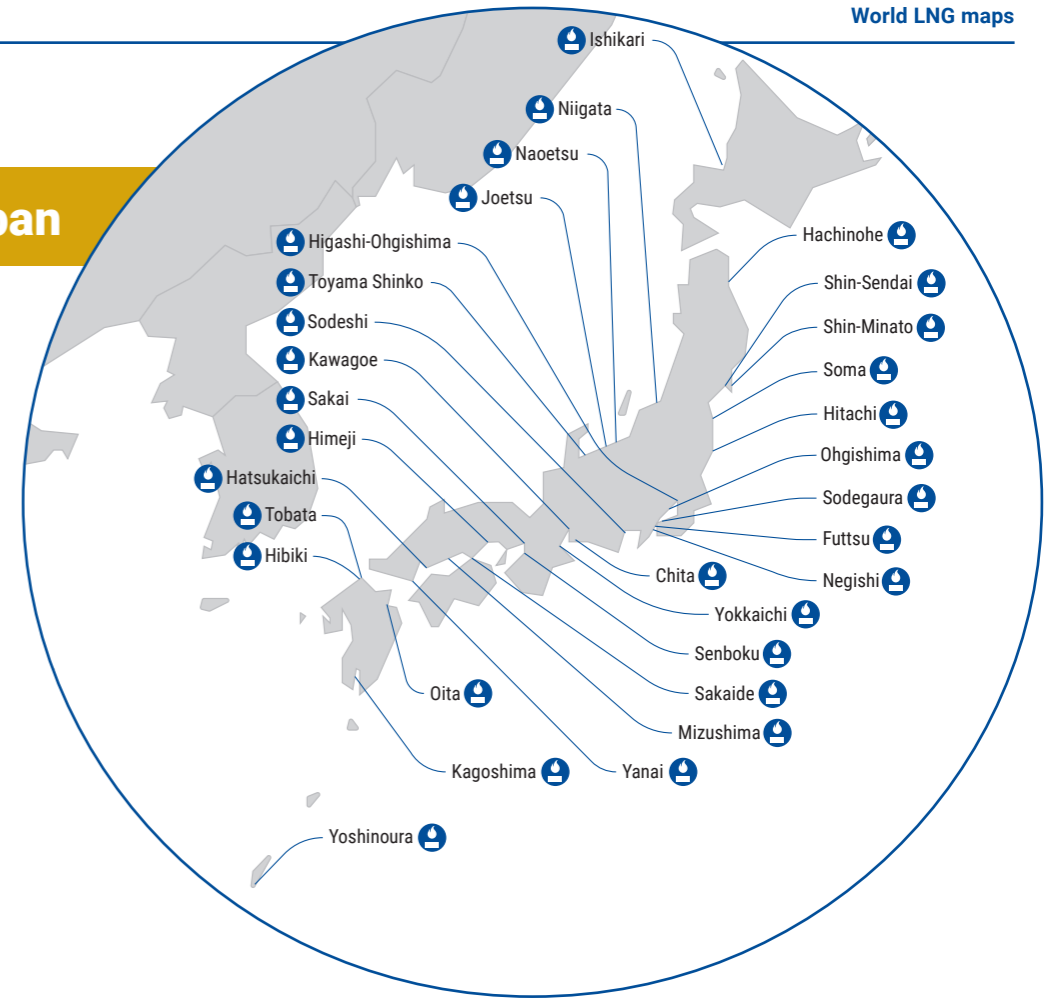 World LNG maps
pan
Ishikari
Niigata
Naoetsu
Joetsu
Higashi-Ohgishima
Toyama Shinko
Sodeshi
Kawagoe
Sakai
Himeji
Hatsukaichi
Tobata
Hibiki
Hachinohe
Shin-Sendai
Shin-Minato
Soma
Hitachi
Ohgishima
Sodegaura
Futtsu
Negishi
Chita
Yokkaichi
Senboku
Sakaide
Mizushima
Yanai
Oita
Kagoshima
Yoshinoura